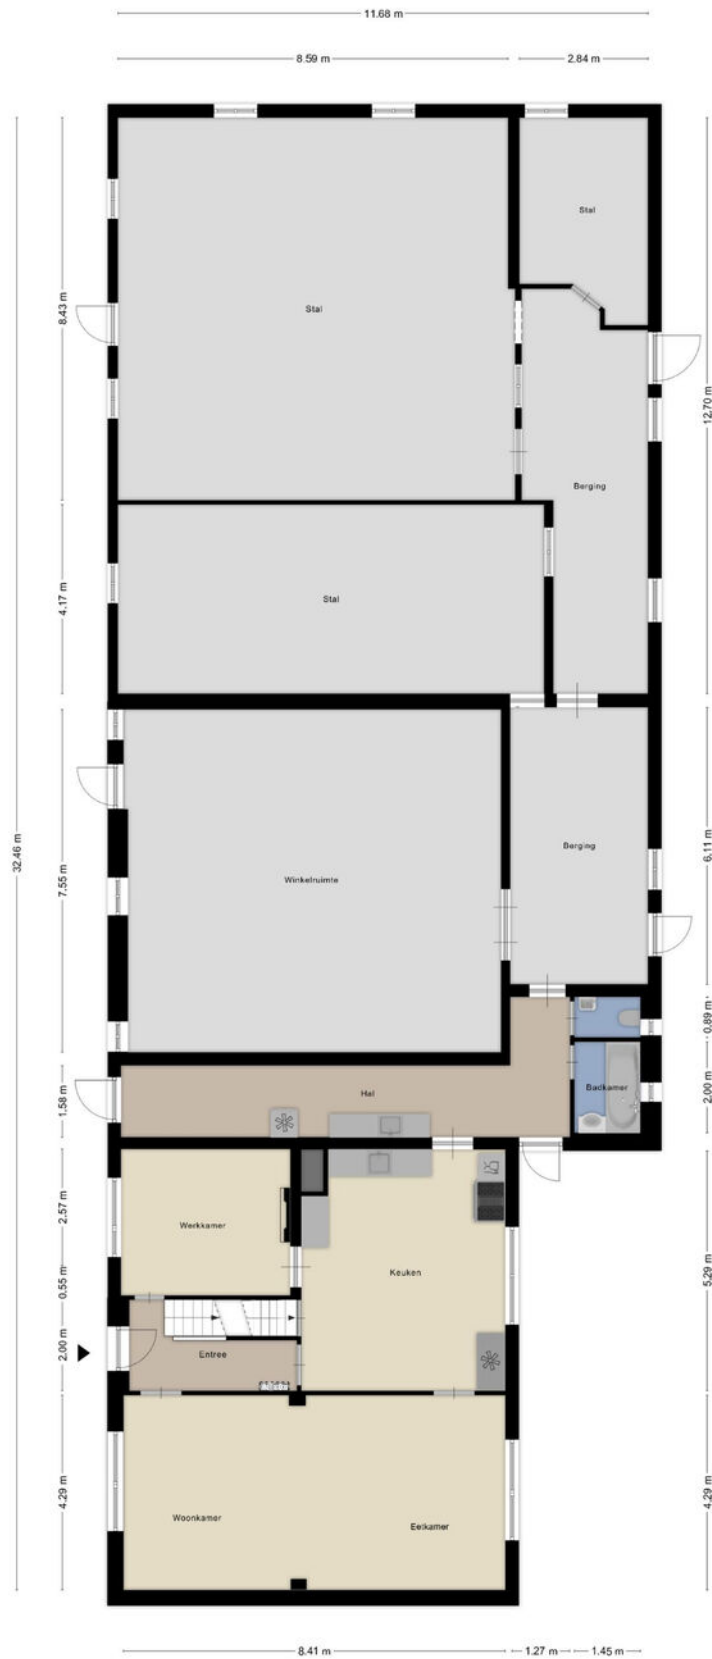 11.68 m
8.59 m
2.84 m
Stal
Stal
8.43 m
12.70 m
Berging
4.17 m
Stal
32.46 m
7.55 m
6.11 m
Berging
Winkelruimte
0.89 m
2.00 m
1.58 m
Hal
Badkamer
2.57 m
Werkkamer
Keuken
5.29 m
0.55 m
2.00 m
Entree
4.29 m
4.29 m
Woonkamer
Eetkamer
8.41 m
1.27 m
1.45 m